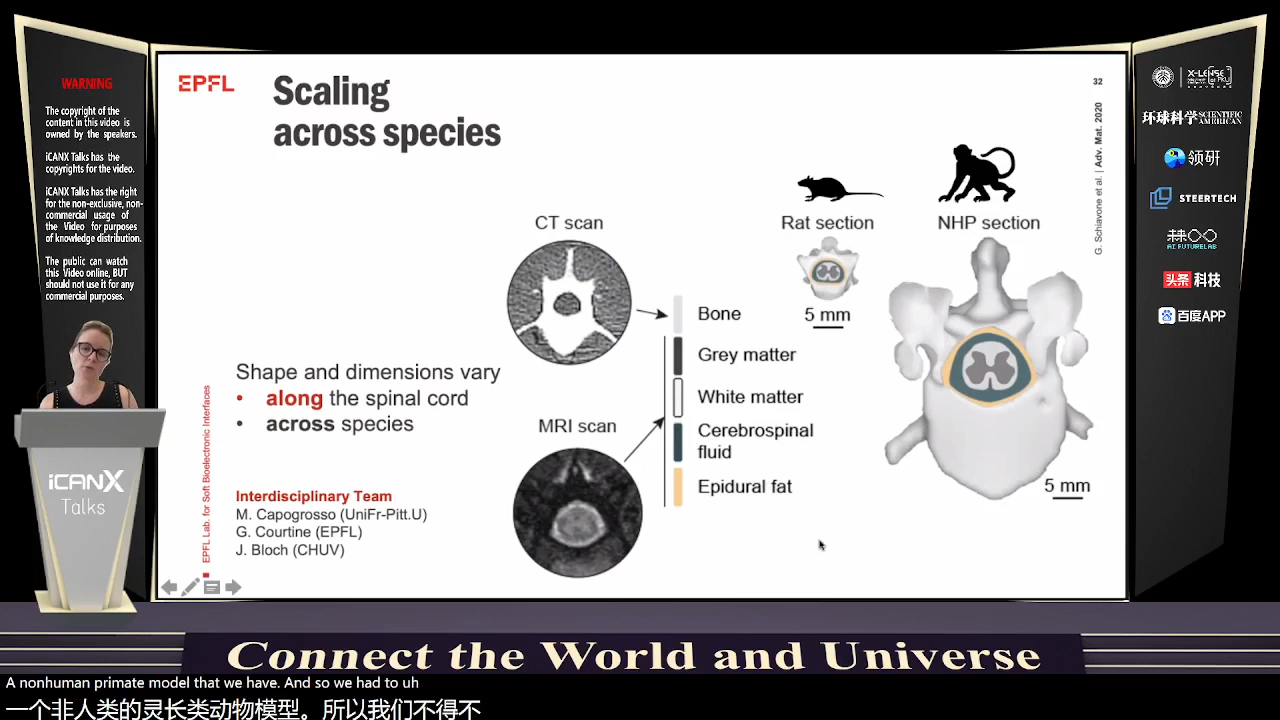 WARNING
The copyright of the
content in this video is
owned by the speakers.
iCANX Talks has the
copyrights for the video.
iCANX Talks has the right
for the non-exclusive, non-
commercial usage of
the Video for purposes
of knowledge distribution.
The public can watch
this Video online, BUT
should not use it for any
commercial purposes.
iCANX
Talks
EPFL
Scaling
across species
32
G. Schiavone et al. | Adv. Mat. 2020
EPFL Lab. for Soft Bioelectronic Interfaces
Shape and dimensions vary
• along the spinal cord
• across species
Interdisciplinary Team
M. Capogrosso (UniFr-Pitt.U)
G. Courtine (EPFL)
J. Bloch (CHUV)
CT scan
MRI scan
Bone
Grey matter
White matter
Cerebrospinal
fluid
Epidural fat
Rat section
5 mm
NHP section
5 mm
环球科学 SCIENTIFIC AMERICAN
领研
STEERTECH
AI FUTURELAB
头条 科技
百度APP
Connect the World and Universe
A nonhuman primate model that we have. And so we had to uh
一个非人类的灵长类动物模型。所以我们不得不